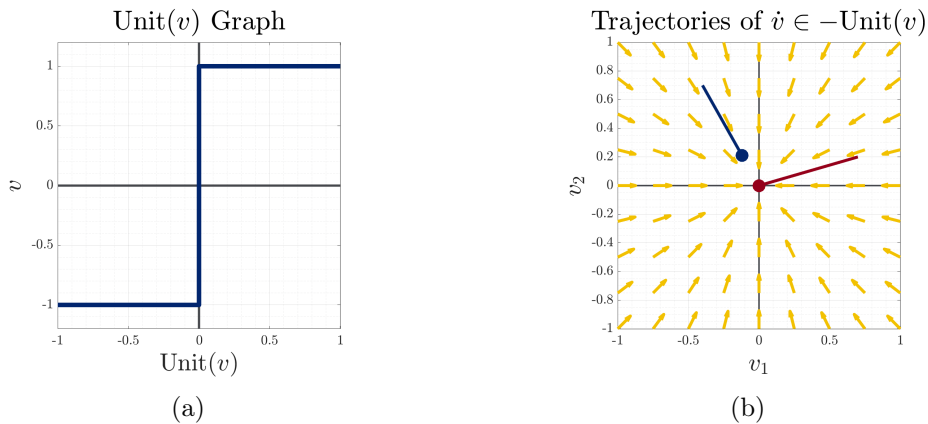 Unit(v) Graph
1
0.5
0
-0.5
-1
v
-1 -0.5 0 0.5 1
Unit(v)
(a)
Trajectories of v̇ ∈ −Unit(v)
1
0.8
0.6
0.4
0.2
0
-0.2
-0.4
-0.6
-0.8
-1
v₂
-1 -0.5 0 0.5 1
v₁
(b)